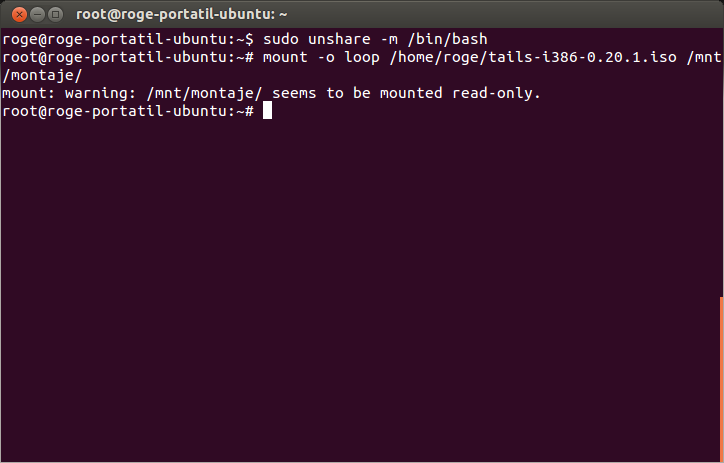 root@roge-portatil-ubuntu: ~
roge@roge-portatil-ubuntu:~$ sudo unshare -m /bin/bash
root@roge-portatil-ubuntu:~# mount -o loop /home/roge/tails-i386-0.20.1.iso /mnt
/montaje/
mount: warning: /mnt/montaje/ seems to be mounted read-only.
root@roge-portatil-ubuntu:~#